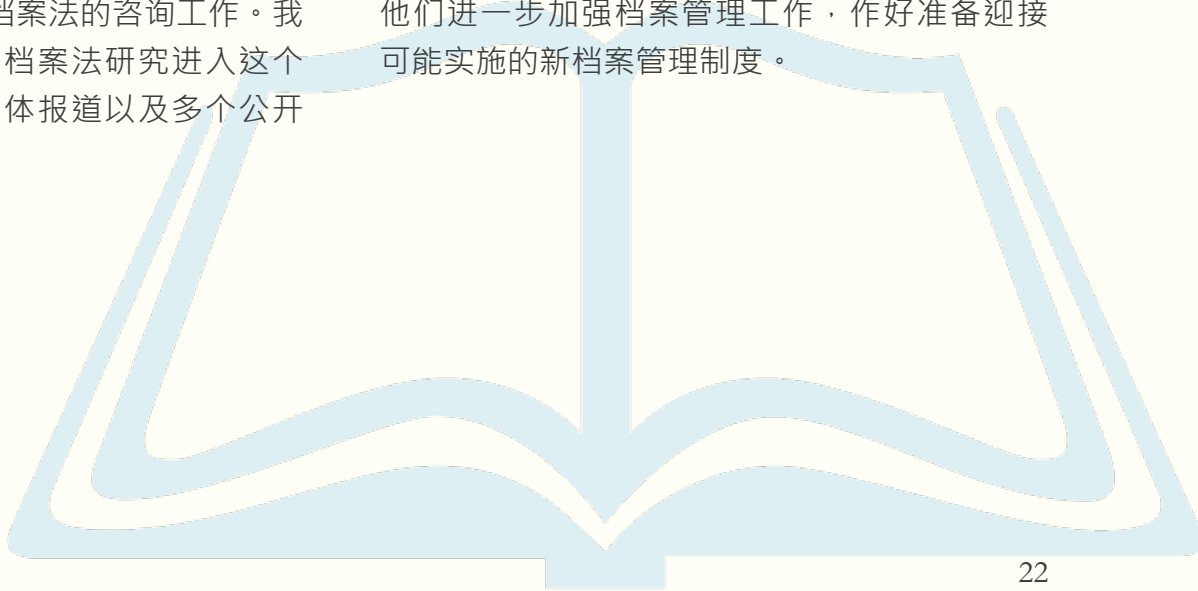 档案法的咨询工作。我
档案法研究进入这个
体报道以及多个公开
他们进一步加强档案管理工作，作好准备迎接
可能实施的新档案管理制度。
22